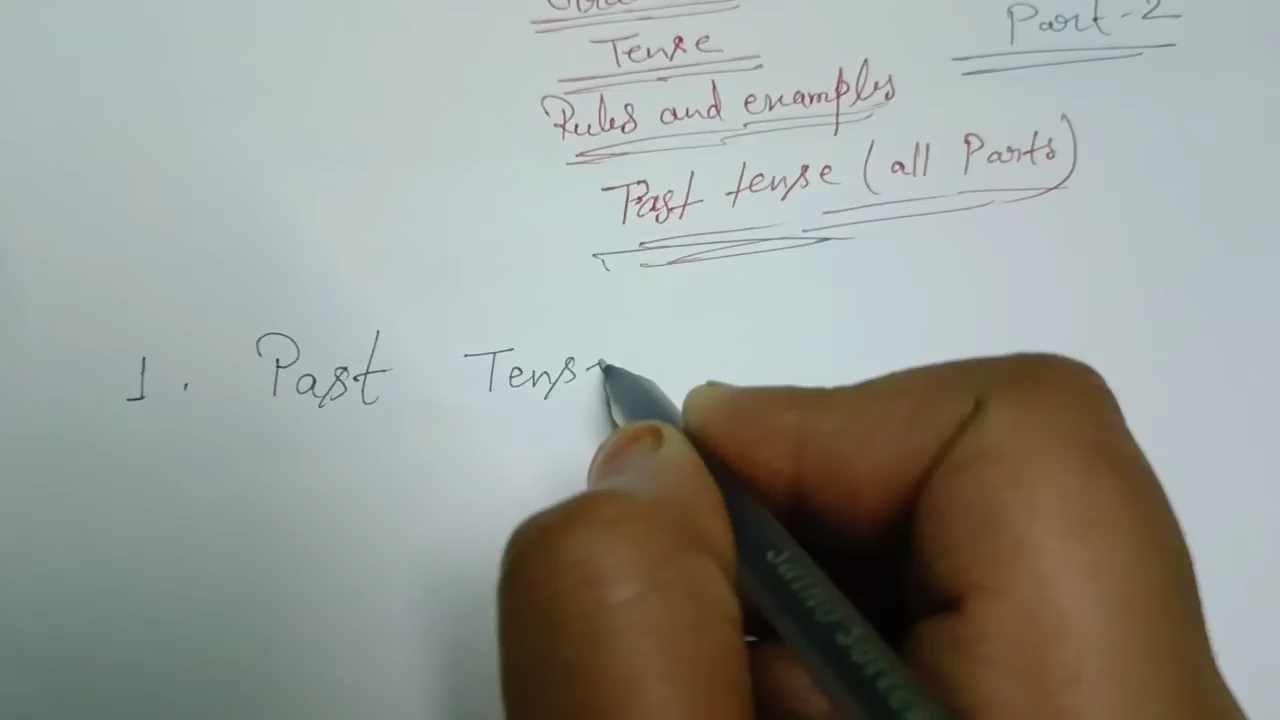 Tense
Part-2
Rules and examples
Past tense (all Parts)
1. Past Tens